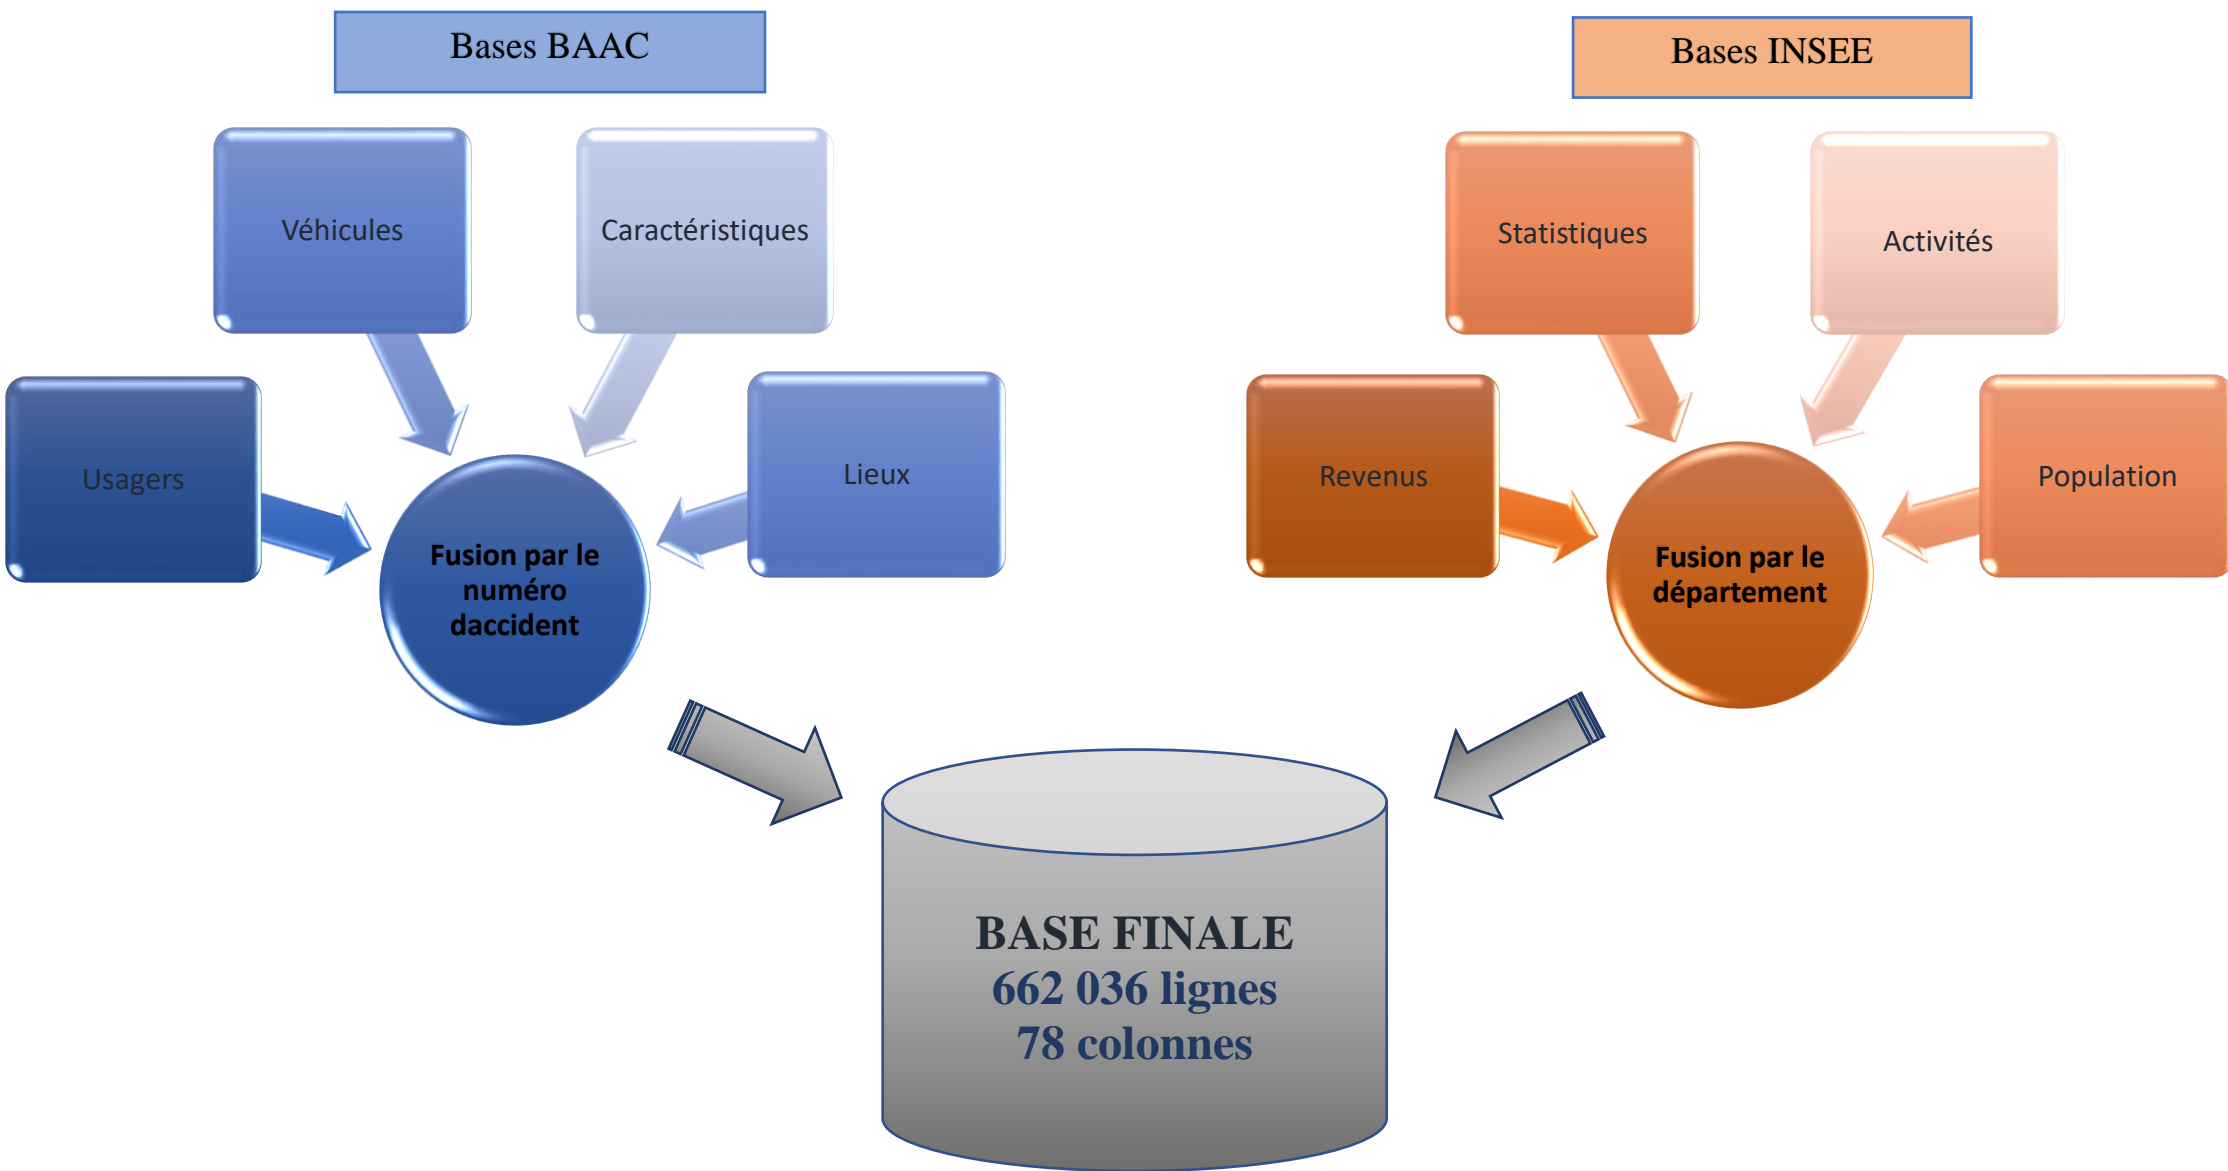 Bases BAAC
Bases INSEE
Véhicules
Caractéristiques
Statistiques
Activités
Usagers
Lieux
Revenus
Population
Fusion par le
numéro
daccident
Fusion par le
département
BASE FINALE
662 036 lignes
78 colonnes